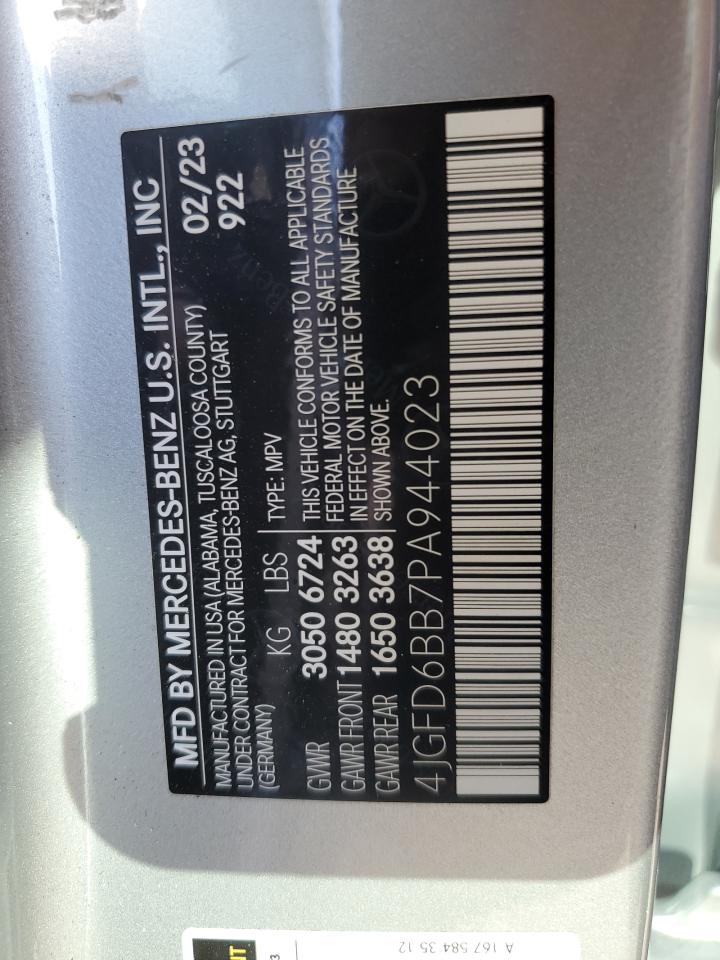 MFD BY MERCEDES-BENZ U.S. INTL., INC
MANUFACTURED IN USA (ALABAMA, TUSCALOOSA COUNTY) 02/23
UNDER CONTRACT FOR MERCEDES-BENZ AG, STUTTGART 922
(GERMANY)
KG LBS TYPE: MPV
GVWR 3050 6724 THIS VEHICLE CONFORMS TO ALL APPLICABLE
FEDERAL MOTOR VEHICLE SAFETY STANDARDS
GAWR FRONT 1480 3263 IN EFFECT ON THE DATE OF MANUFACTURE
GAWR REAR 1650 3638 SHOWN ABOVE.
4JGFD6BB7PA944023
A 167 584 35 12